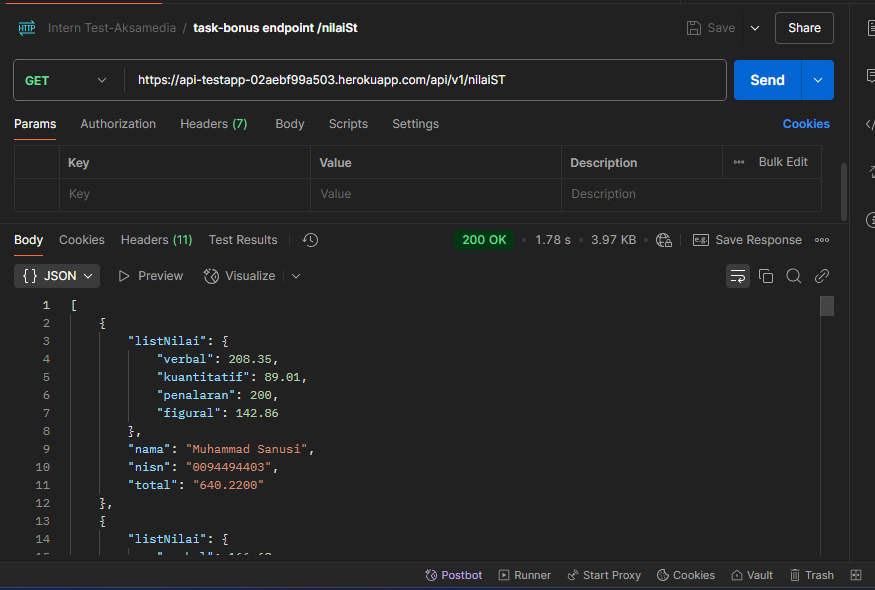 HTTP Intern Test-Aksamedia / task-bonus endpoint /nilaiSt Save Share
GET https://api-testapp-02aebf99a503.herokuapp.com/api/v1/nilaiST Send
Params Authorization Headers (7) Body Scripts Settings Cookies
Key Value Description Bulk Edit
Key Value Description
Body Cookies Headers (11) Test Results 200 OK 1.78 s 3.97 KB e.g. Save Response
{} JSON Preview Visualize
1 [
2 {
3 "listNilai": {
4 "verbal": 208.35,
5 "kuantitatif": 89.01,
6 "penalaran": 200,
7 "figural": 142.86
8 },
9 "nama": "Muhammad Sanusi",
10 "nisn": "0094494403",
11 "total": "640.2200"
12 },
13 {
14 "listNilai": {
Postbot Runner Start Proxy Cookies Vault Trash